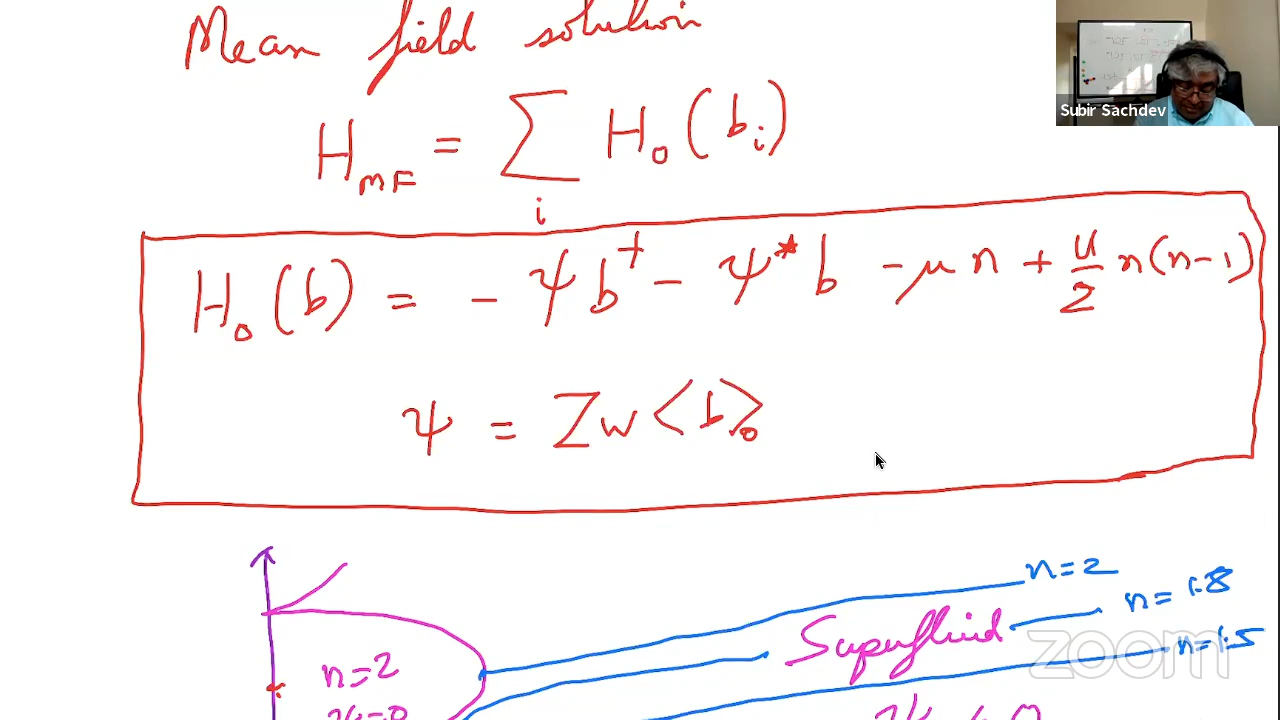 Mean field solution
Subir Sachdev
H_MF = ∑_i H_0(b_i)
H_0(b) = - ψ b† - ψ* b - μ n + U/2 n(n-1)
ψ = Z w ⟨b⟩_0
n=2
n=1.8
Superfluid
zoom
n=1.5
n=2